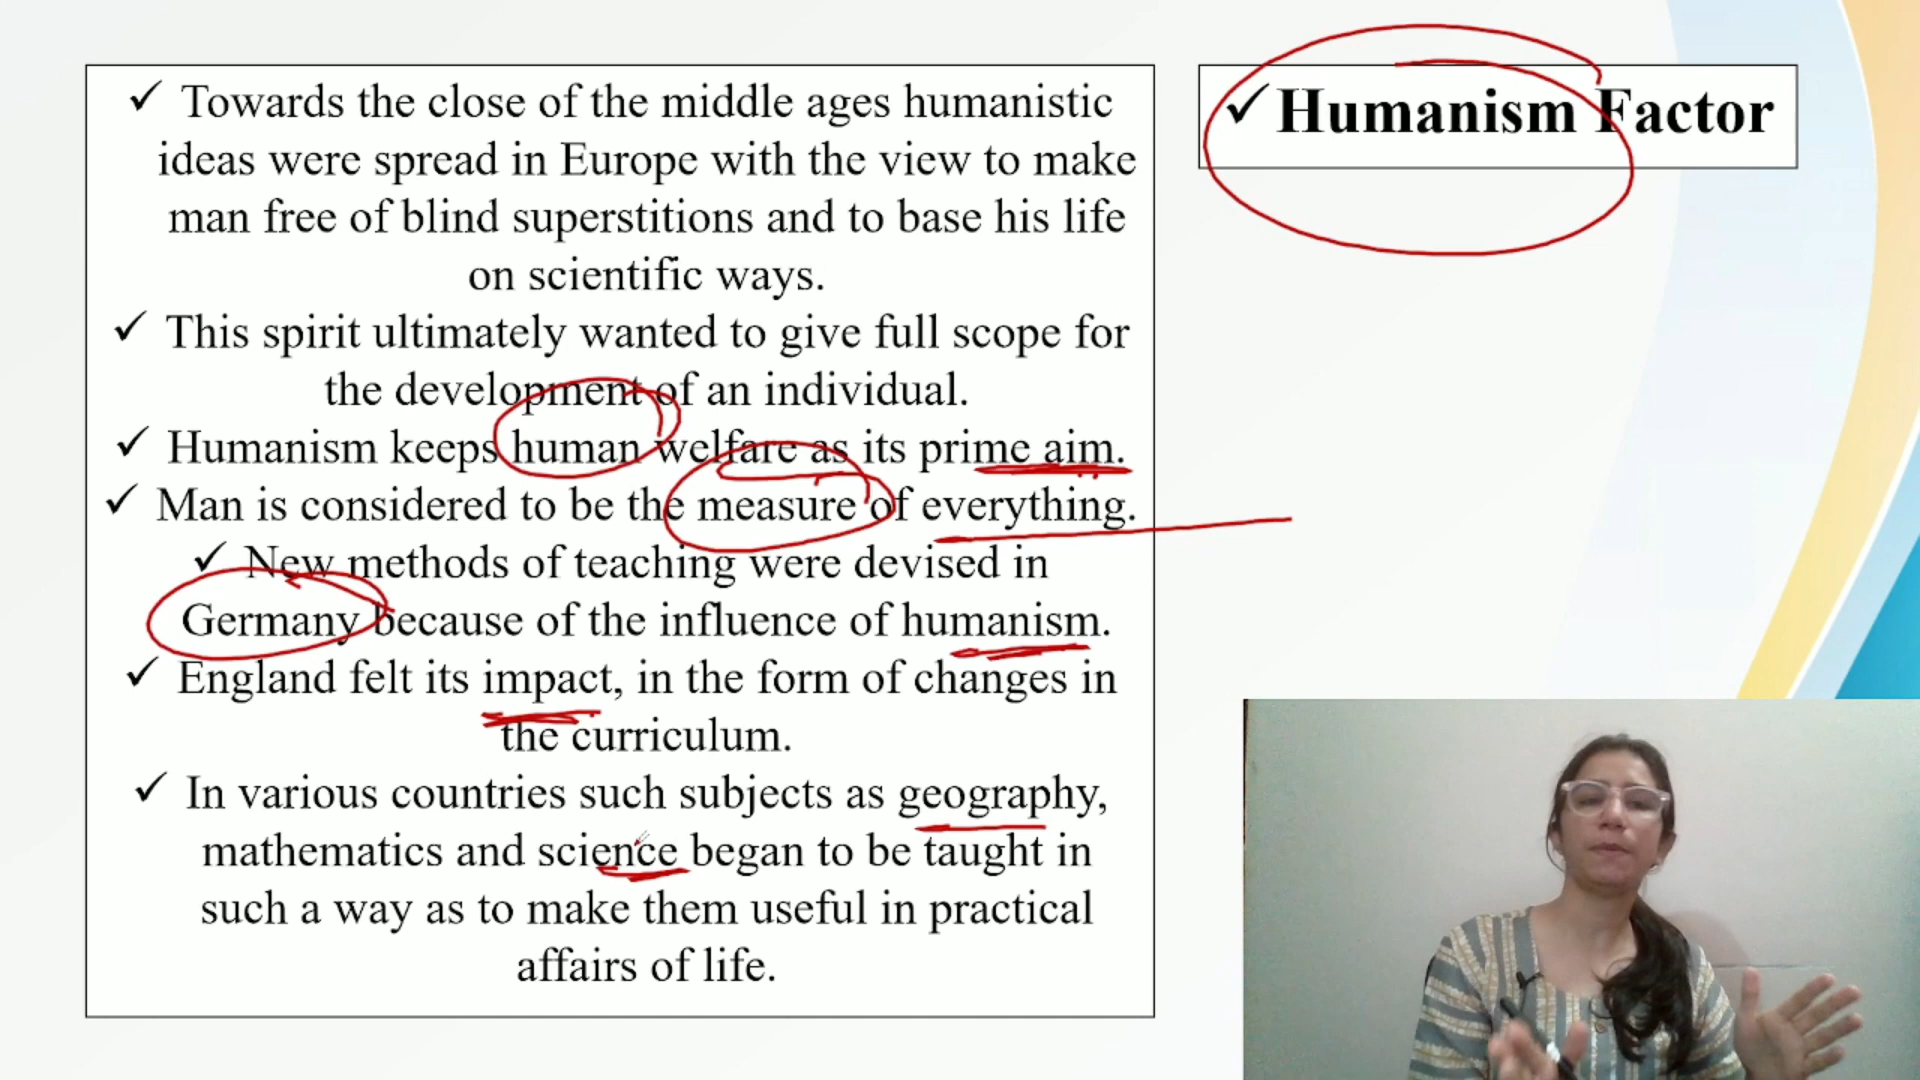 ✓ Towards the close of the middle ages humanistic
ideas were spread in Europe with the view to make
man free of blind superstitions and to base his life
on scientific ways.
✓ This spirit ultimately wanted to give full scope for
the development of an individual.
✓ Humanism keeps human welfare as its prime aim.
✓ Man is considered to be the measure of everything.
✓ New methods of teaching were devised in
Germany because of the influence of humanism.
✓ England felt its impact, in the form of changes in
the curriculum.
✓ In various countries such subjects as geography,
mathematics and science began to be taught in
such a way as to make them useful in practical
affairs of life.
✓ Humanism Factor